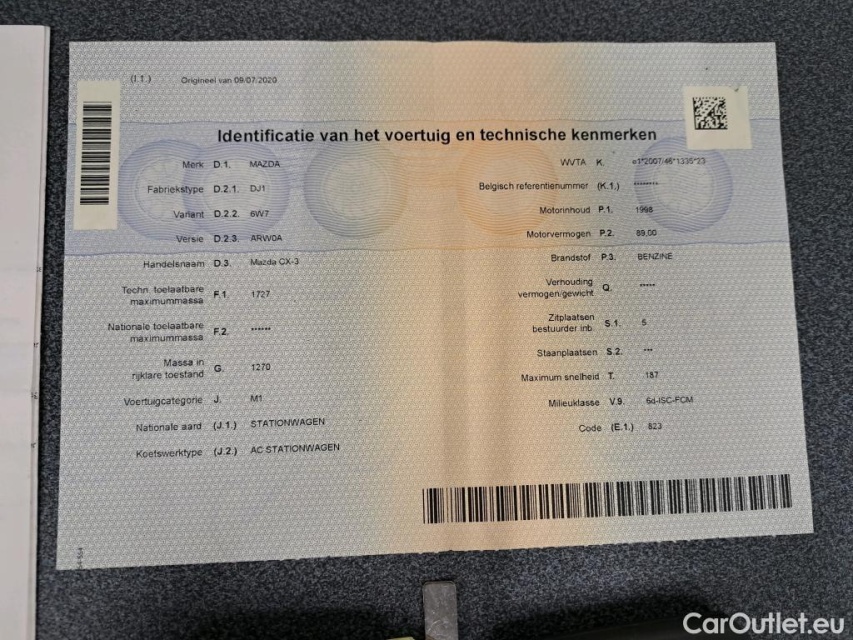 (I.1.) Origineel van 09/07/2020
Identificatie van het voertuig en technische kenmerken
Merk D.1. MAZDA
Fabriekstype D.2.1. DJ1
Variant D.2.2. 6W7
Versie D.2.3. ARW0A
Handelsnaam D.3. Mazda CX-3
Techn. toelaatbare
maximummassa F.1. 1727
Nationale toelaatbare
maximummassa F.2. ******
Massa in
rijklare toestand G. 1270
Voertuigcategorie J. M1
Nationale aard (J.1.) STATIONWAGEN
Koetswerktype (J.2.) AC STATIONWAGEN
WVTA K. e1*2007/46*1335*23
Belgisch referentienummer (K.1.) ********
Motorinhoud P.1. 1998
Motorvermogen P.2. 89,00
Brandstof P.3. BENZINE
Verhouding
vermogen/gewicht Q. *****
Zitplaatsen
bestuurder inb. S.1. 5
Staanplaatsen S.2. ***
Maximum snelheid T. 187
Milieuklasse V.9. 6d-ISC-FCM
Code (E.1.) 823
CarOutlet.eu